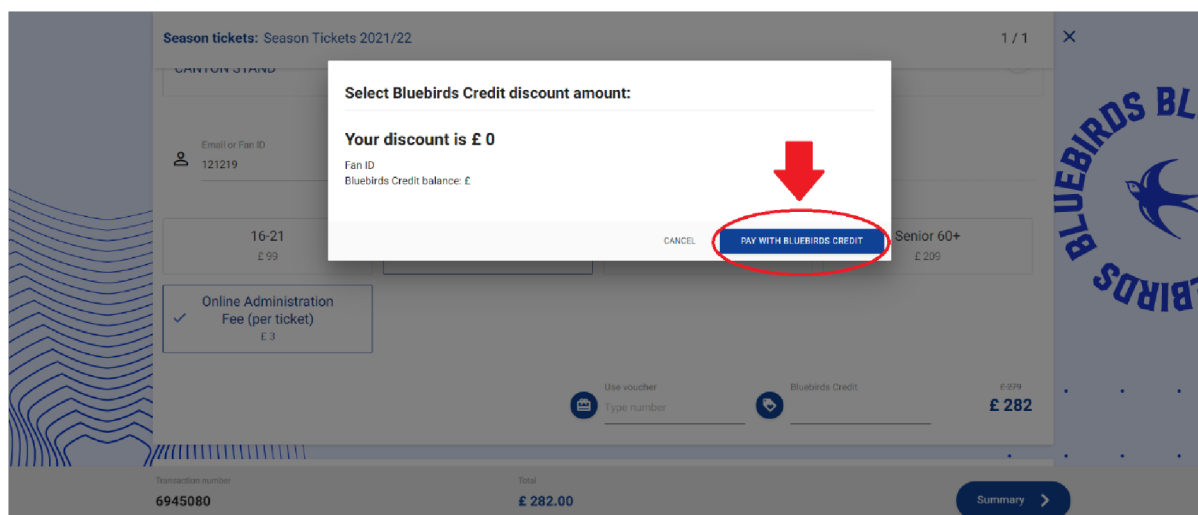 Season tickets: Season Tickets 2021/22
1 / 1
CANTON STAND
Select Bluebirds Credit discount amount:
Your discount is £ 0
Fan ID
Bluebirds Credit balance: £
CANCEL
PAY WITH BLUEBIRDS CREDIT
Email or Fan ID
121219
16-21
£ 99
Senior 60+
£ 209
Online Administration
Fee (per ticket)
£ 3
Use voucher
Type number
Bluebirds Credit
£ 279
£ 282
Transaction number
6945080
Total
£ 282.00
Summary
BLUEBIRDS BL
BIRDS